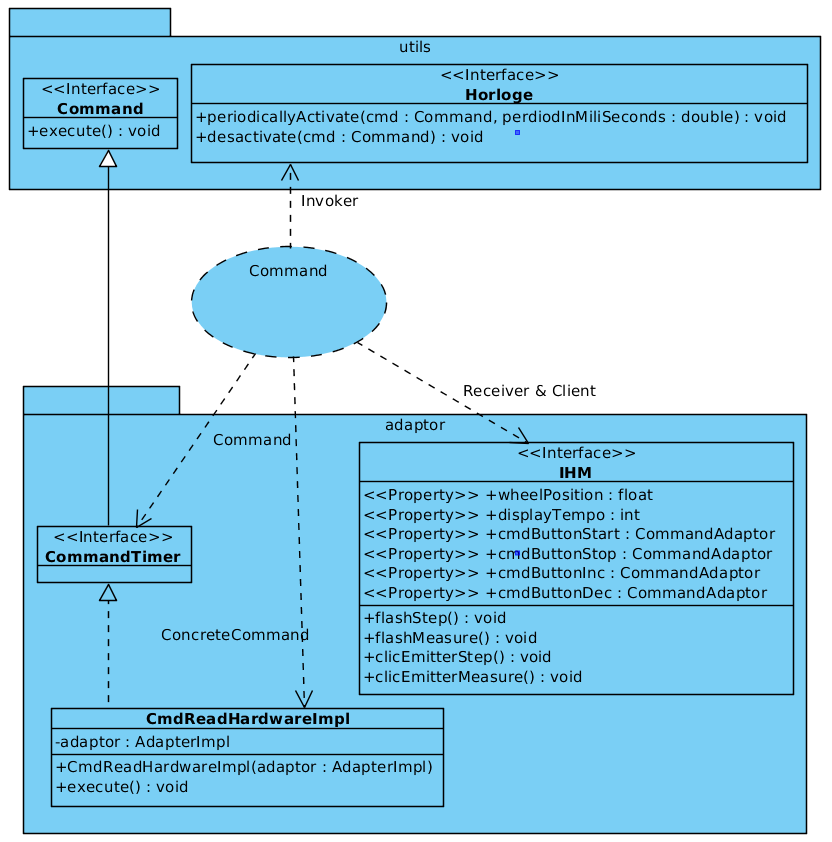 utils
<<Interface>>
Command
+execute() : void
<<Interface>>
Horloge
+periodicallyActivate(cmd : Command, perdiodInMiliSeconds : double) : void
+desactivate(cmd : Command) : void
Invoker
Command
Receiver & Client
adaptor
Command
<<Interface>>
IHM
<<Property>> +wheelPosition : float
<<Property>> +displayTempo : int
<<Property>> +cmdButtonStart : CommandAdaptor
<<Property>> +cmdButtonStop : CommandAdaptor
<<Property>> +cmdButtonInc : CommandAdaptor
<<Property>> +cmdButtonDec : CommandAdaptor
+flashStep() : void
+flashMeasure() : void
+clicEmitterStep() : void
+clicEmitterMeasure() : void
<<Interface>>
CommandTimer
ConcreteCommand
CmdReadHardwareImpl
-adaptor : AdapterImpl
+CmdReadHardwareImpl(adaptor : AdapterImpl)
+execute() : void